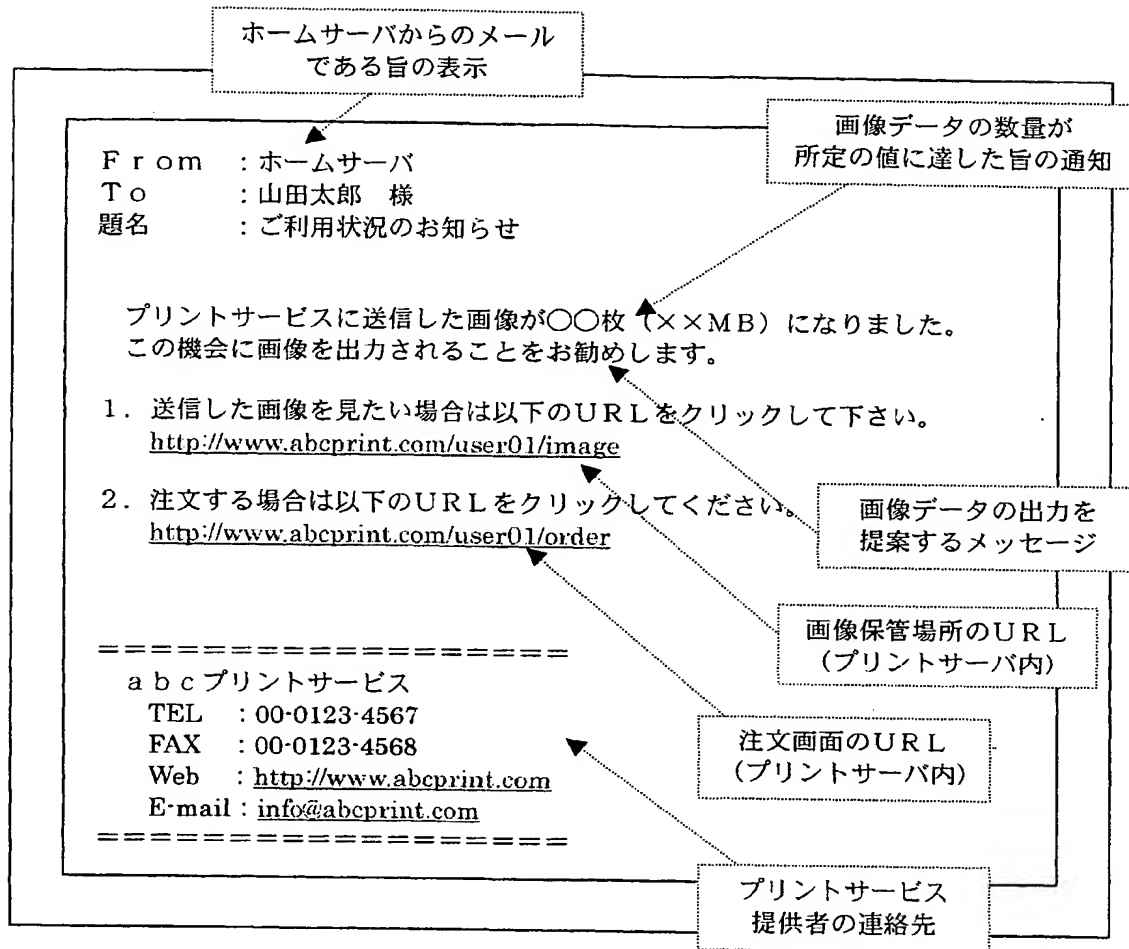 ホームサーバからのメール
である旨の表示
画像データの数量が
所定の値に達した旨の通知
From :ホームサーバ
To :山田太郎 様
題名 :ご利用状況のお知らせ
プリントサービスに送信した画像が〇〇枚(××MB)になりました。
この機会に画像を出力されることをお勧めします。
1.送信した画像を見たい場合は以下のURLをクリックして下さい。
http://www.abcprint.com/user01/image
2.注文する場合は以下のURLをクリックしてください。
http://www.abcprint.com/user01/order
画像データの出力を
提案するメッセージ
画像保管場所のURL
(プリントサーバ内)
==================
abcプリントサービス
TEL :00-0123-4567
FAX :00-0123-4568
Web :http://www.abcprint.com
E-mail:info@abcprint.com
==================
注文画面のURL
(プリントサーバ内)
プリントサービス
提供者の連絡先